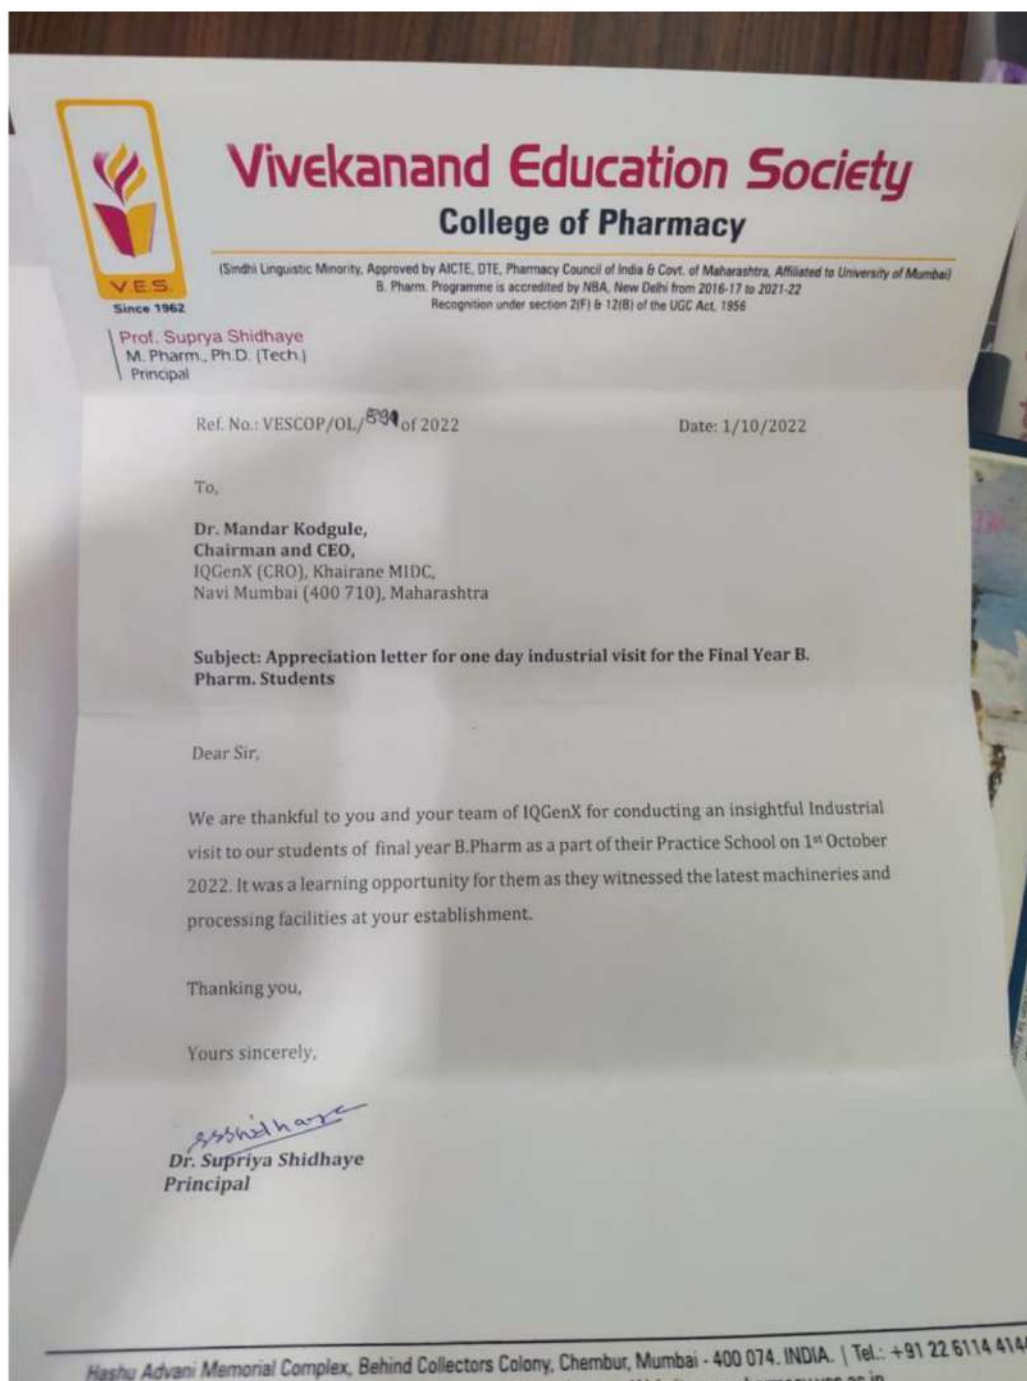 Vivekanand Education Society
College of Pharmacy
(Sindhi Linguistic Minority, Approved by AICTE, DTE, Pharmacy Council of India & Covt. of Maharashtra, Affiliated to University of Mumbai)
B. Pharm. Programme is accredited by NBA, New Delhi from 2016-17 to 2021-22
Recognition under section 2(F) & 12(B) of the UGC Act, 1956
V.E.S.
Since 1962
Prof. Suprya Shidhaye
M. Pharm., Ph.D. (Tech.)
Principal
Ref. No.: VESCOP/OL/ of 2022 Date: 1/10/2022
To,
Dr. Mandar Kodgule,
Chairman and CEO,
IQGenX (CRO), Khairane MIDC,
Navi Mumbai (400 710), Maharashtra
Subject: Appreciation letter for one day industrial visit for the Final Year B.
Pharm. Students
Dear Sir,
We are thankful to you and your team of IQGenX for conducting an insightful Industrial
visit to our students of final year B.Pharm as a part of their Practice School on 1st October
2022. It was a learning opportunity for them as they witnessed the latest machineries and
processing facilities at your establishment.
Thanking you,
Yours sincerely,
Dr. Supriya Shidhaye
Principal
Hashu Advani Memorial Complex, Behind Collectors Colony, Chembur, Mumbai - 400 074. INDIA. | Tel.: +91 22 6114 4144